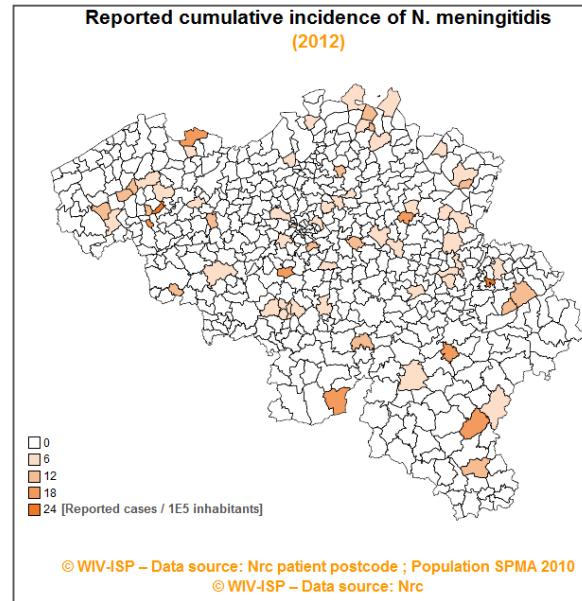 Reported cumulative incidence of N. meningitidis
(2012)
0
6
12
18
24 [Reported cases / 1E5 inhabitants]
© WIV-ISP – Data source: Nrc patient postcode ; Population SPMA 2010
© WIV-ISP – Data source: Nrc